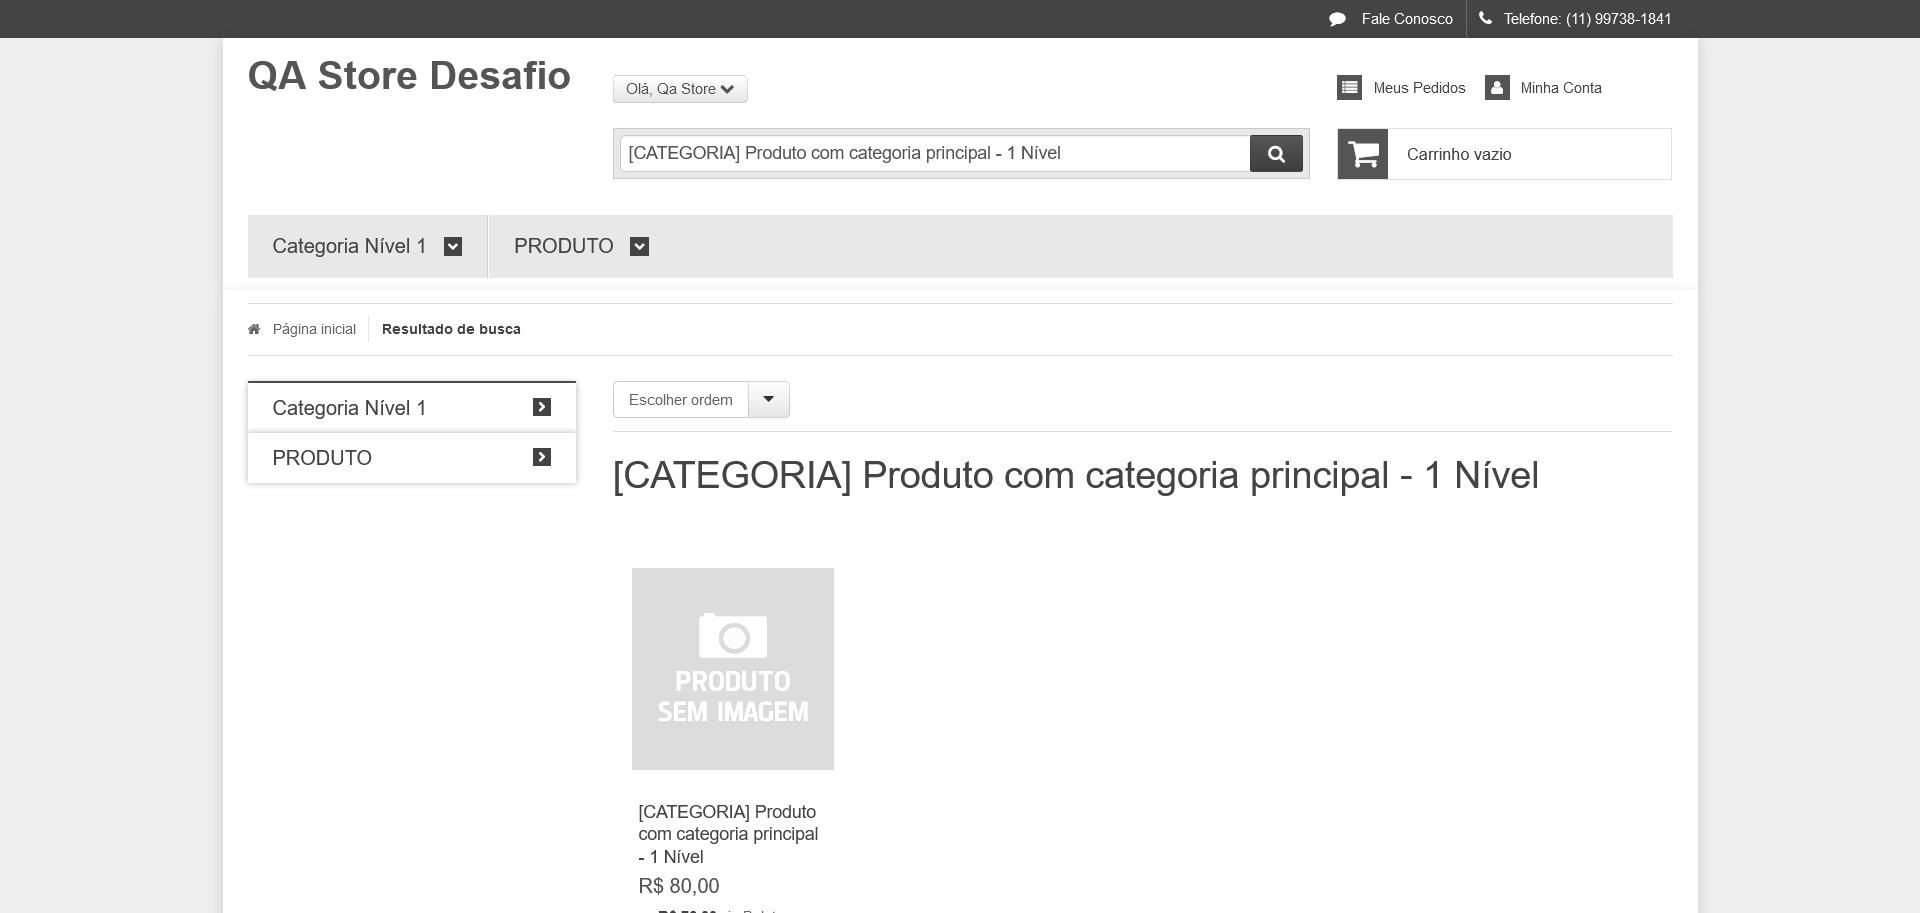 Fale Conosco
Telefone: (11) 99738-1841
QA Store Desafio
Olá, Qa Store
Meus Pedidos
Minha Conta
[CATEGORIA] Produto com categoria principal - 1 Nível
Carrinho vazio
Categoria Nível 1
PRODUTO
Página inicial
Resultado de busca
Categoria Nível 1
PRODUTO
Escolher ordem
[CATEGORIA] Produto com categoria principal - 1 Nível
PRODUTO
SEM IMAGEM
[CATEGORIA] Produto
com categoria principal
- 1 Nível
R$ 80,00